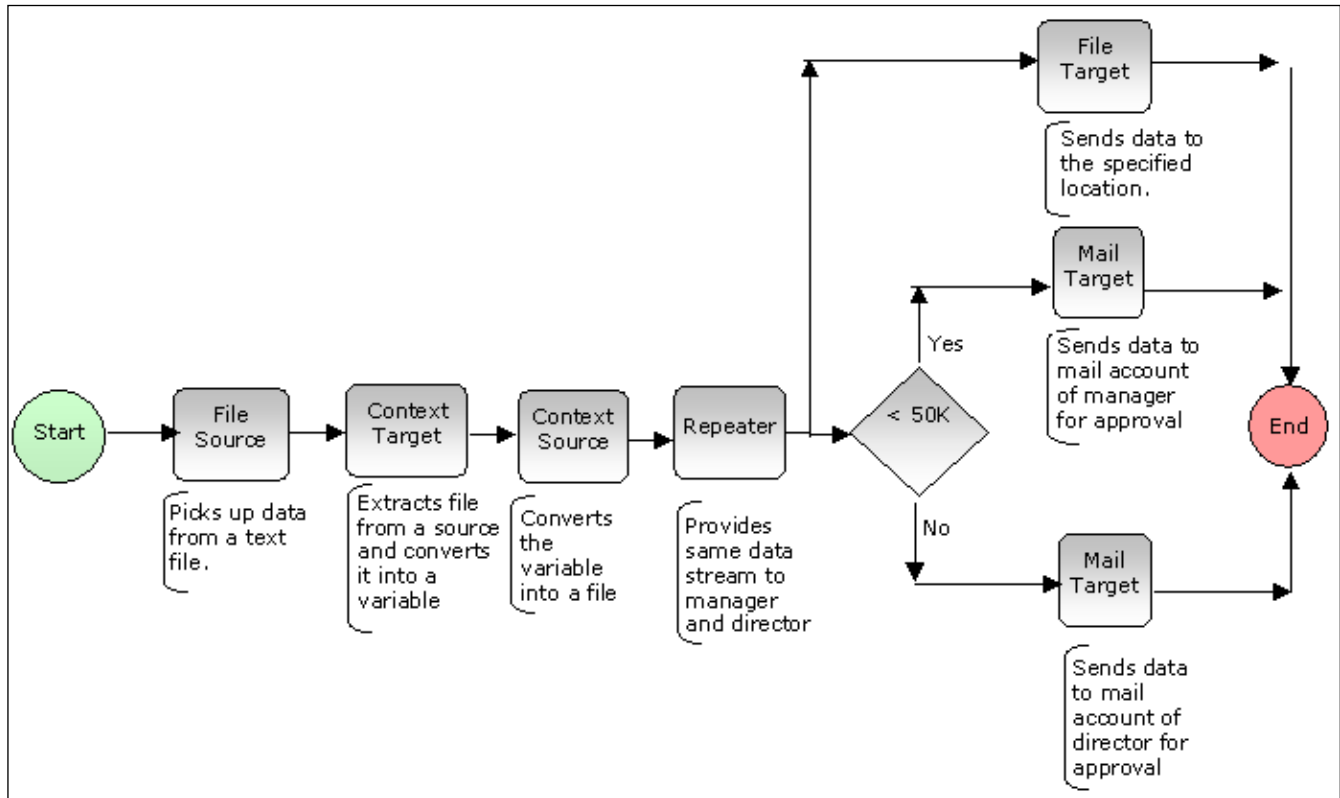 Start
File
Source
Picks up data
from a text
file.
Context
Target
Extracts file
from a source
and converts
it into a
variable
Context
Source
Converts
the
variable
into a file
Repeater
Provides
same data
stream to
manager
and director
< 50K
Yes
No
File
Target
Sends data to
the specified
location.
Mail
Target
Sends data to
mail account
of manager
for approval
Mail
Target
Sends data
to mail
account of
director for
approval
End